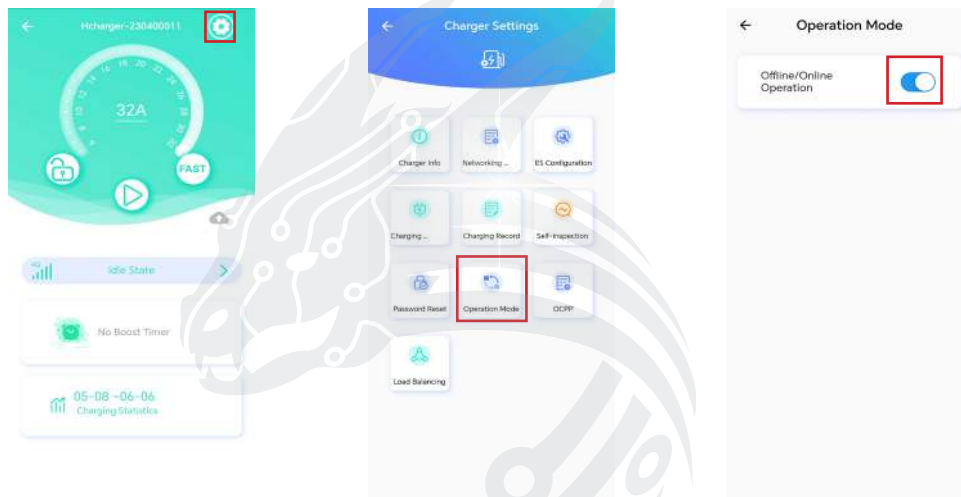 Hcharger-230400011
32A
FAST
4G
Idle State
No Boost Timer
05-08 -06-06
Charging Statistics
Charger Settings
Charger Info
Networking ...
ES Configuration
Charging ...
Charging Record
Self-inspection
Password Reset
Operation Mode
OCPP
Load Balancing
Operation Mode
Offline/Online
Operation